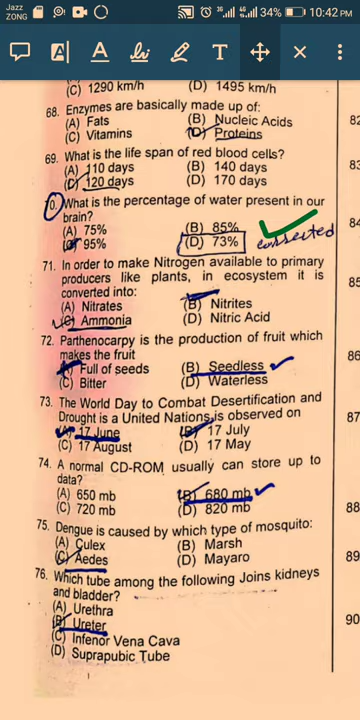 Jazz
ZONG
3G
4G
34%
10:42 PM
A
A
T
(C) 1290 km/h (D) 1495 km/h
68. Enzymes are basically made up of:
(A) Fats (B) Nucleic Acids
(C) Vitamins (D) Proteins
69. What is the life span of red blood cells?
(A) 110 days (B) 140 days
(C) 120 days (D) 170 days
70. What is the percentage of water present in our
brain?
(A) 75% (B) 85%
(C) 95% (D) 73% corrected
71. In order to make Nitrogen available to primary
producers like plants, in ecosystem it is
converted into:
(A) Nitrates (B) Nitrites
(C) Ammonia (D) Nitric Acid
72. Parthenocarpy is the production of fruit which
makes the fruit
(A) Full of seeds (B) Seedless
(C) Bitter (D) Waterless
73. The World Day to Combat Desertification and
Drought is a United Nations is observed on
(A) 17 June (B) 17 July
(C) 17 August (D) 17 May
74. A normal CD-ROM usually can store up to
data?
(A) 650 mb (B) 680 mb
(C) 720 mb (D) 820 mb
75. Dengue is caused by which type of mosquito:
(A) Culex (B) Marsh
(C) Aedes (D) Mayaro
76. Which tube among the following Joins kidneys
and bladder?
(A) Urethra
(B) Ureter
(C) Infenor Vena Cava
(D) Suprapubic Tube
82
83
84
85
86
87
88
89
90